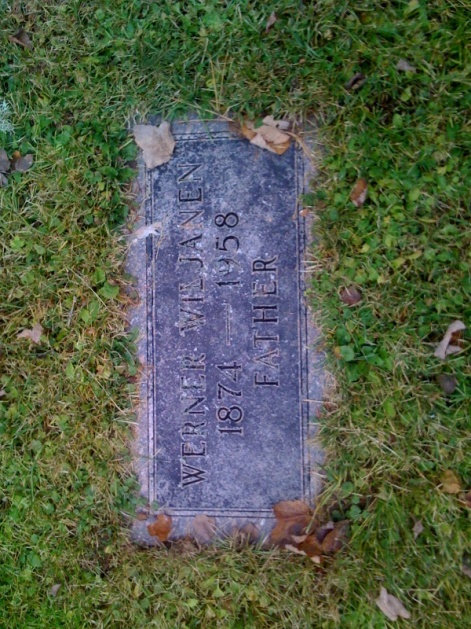 WERNER WILJANEN
1874 — 1958
FATHER